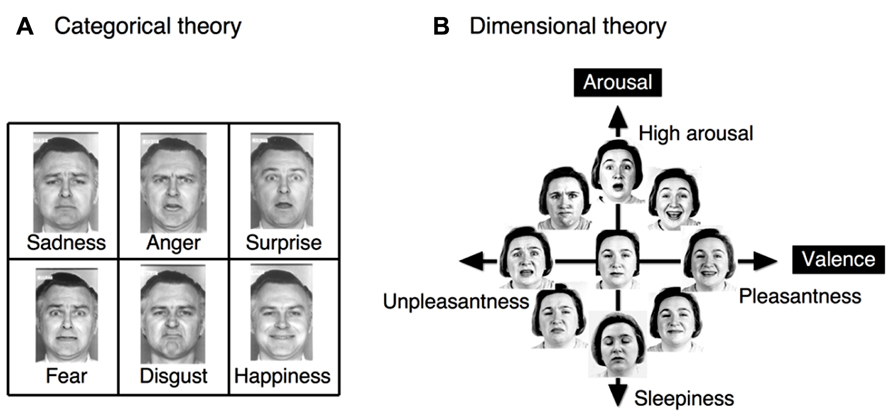 A Categorical theory
Sadness
Anger
Surprise
Fear
Disgust
Happiness
B Dimensional theory
Arousal
High arousal
Valence
Unpleasantness
Pleasantness
Sleepiness